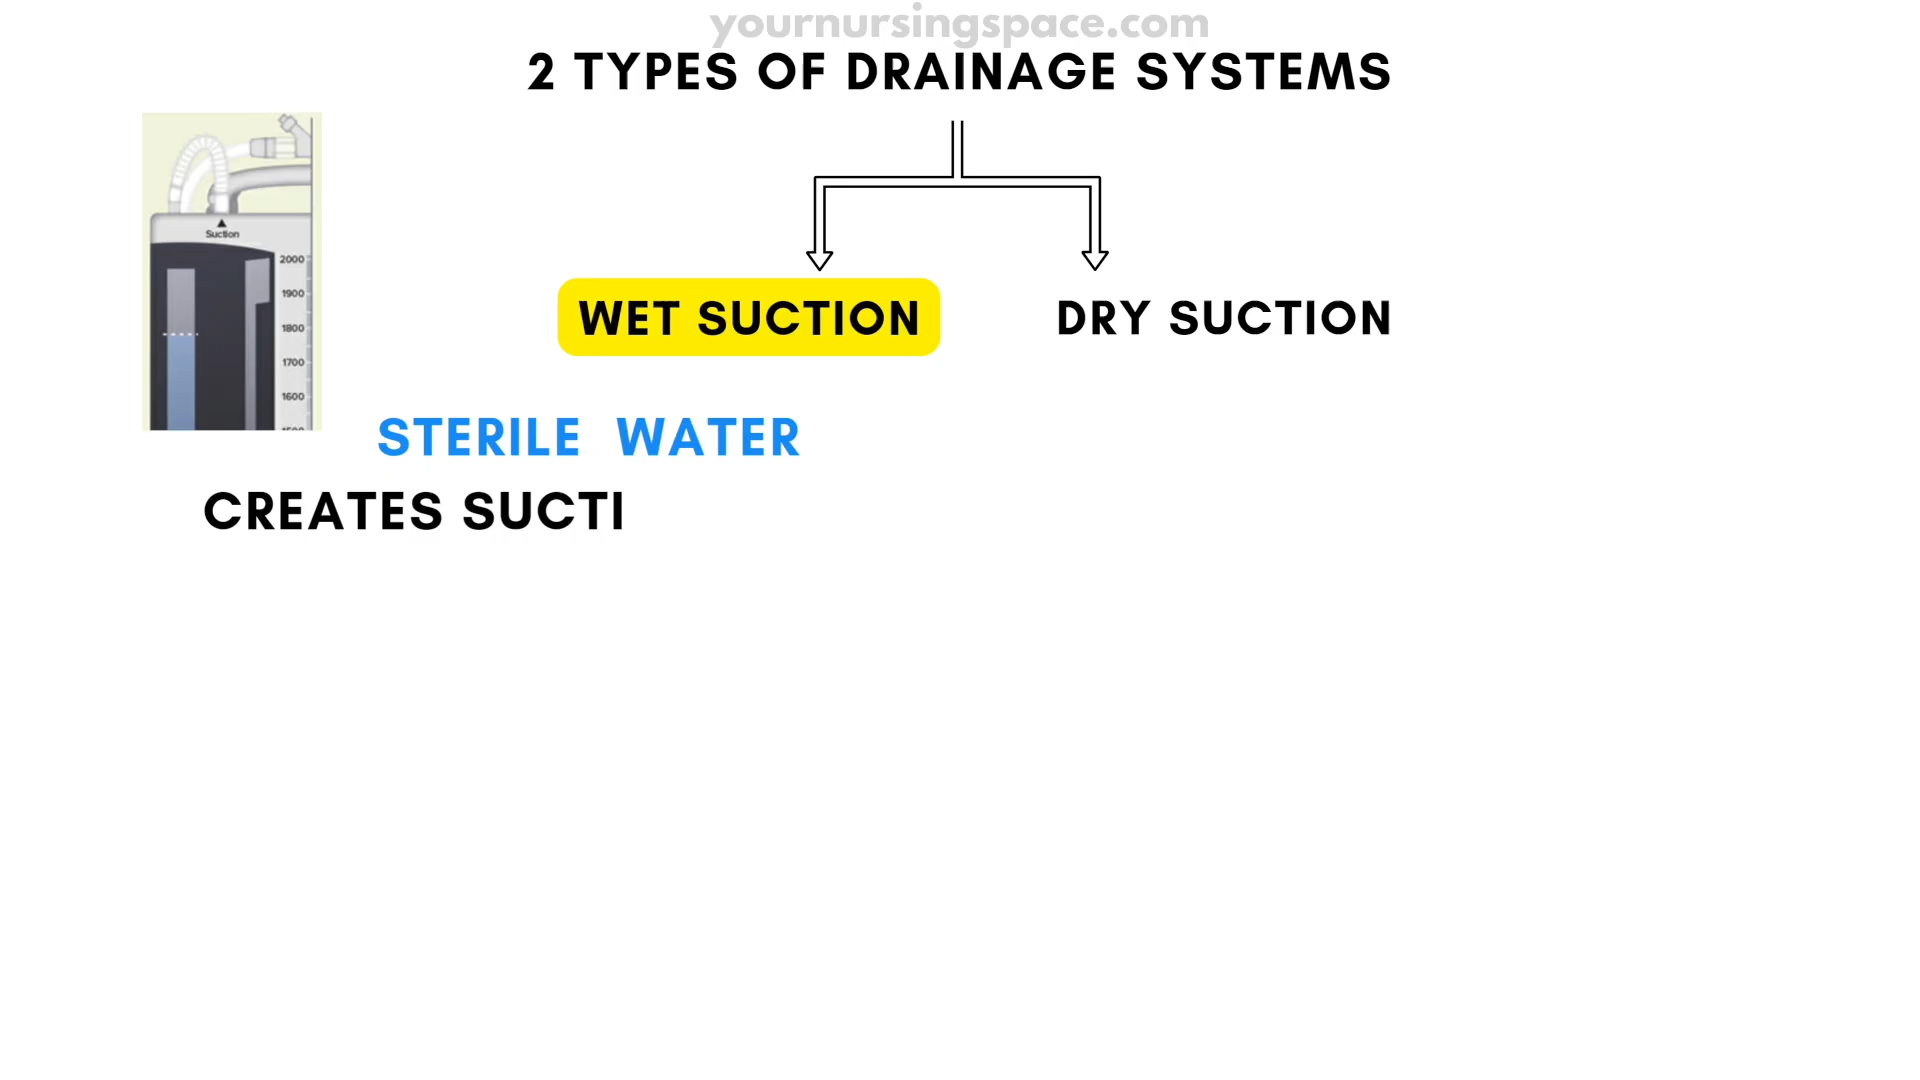 yournursingspace.com
2 TYPES OF DRAINAGE SYSTEMS
Suction
2000
1900
1800
1700
1600
WET SUCTION
DRY SUCTION
STERILE WATER
CREATES SUCTI